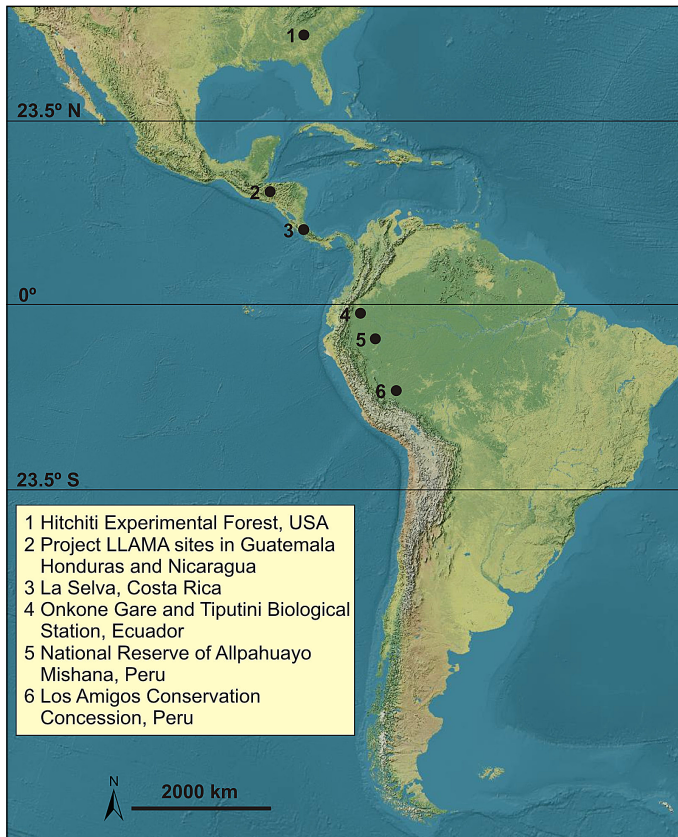 1
23.5º N
2
3
0º
4
5
6
23.5º S
1 Hitchiti Experimental Forest, USA
2 Project LLAMA sites in Guatemala
Honduras and Nicaragua
3 La Selva, Costa Rica
4 Onkone Gare and Tiputini Biological
Station, Ecuador
5 National Reserve of Allpahuayo
Mishana, Peru
6 Los Amigos Conservation
Concession, Peru
N
2000 km